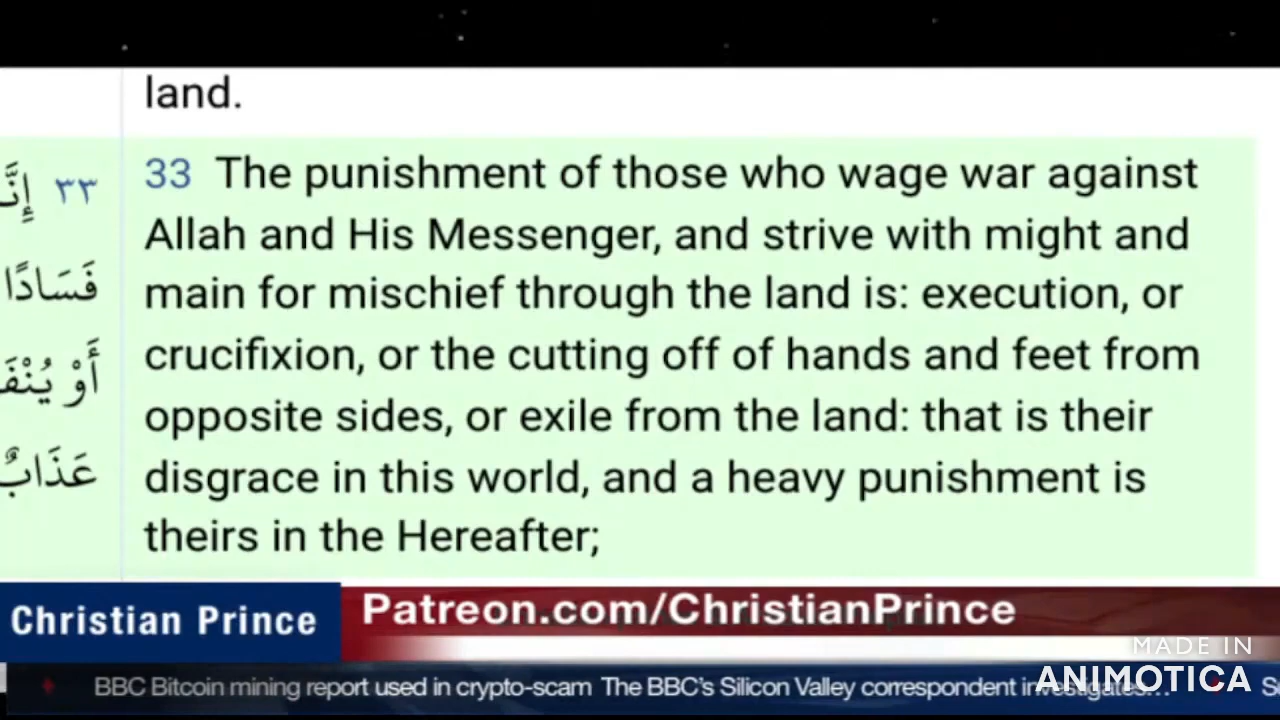 land.
33 The punishment of those who wage war against
٣٣ إِنَّ
Allah and His Messenger, and strive with might and
فَسَادًا
main for mischief through the land is: execution, or
crucifixion, or the cutting off of hands and feet from
أَوْ
opposite sides, or exile from the land: that is their
disgrace in this world, and a heavy punishment is
عَذَابٌ
theirs in the Hereafter;
Christian Prince
Patreon.com/ChristianPrince
MADE IN
ANIMOTICA
BBC Bitcoin mining report used in crypto-scam The BBC's Silicon Valley correspondent investigates...